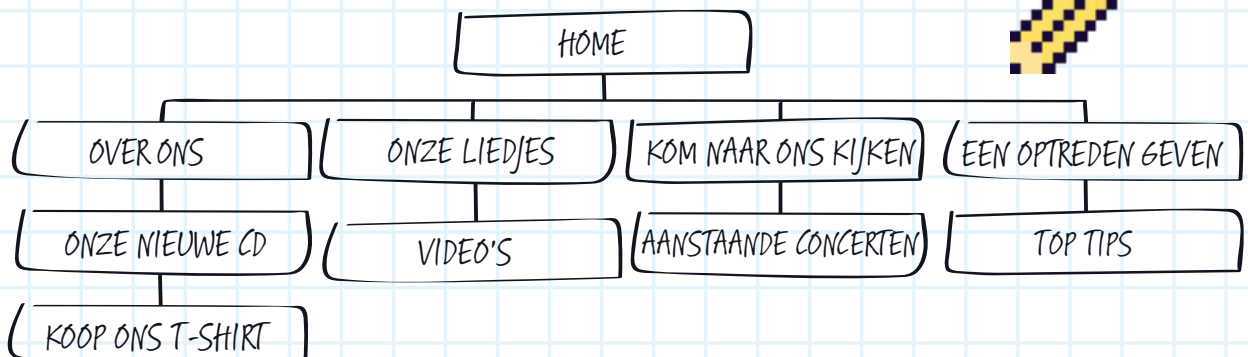 HOME
OVER ONS
ONZE LIEDJES
KOM NAAR ONS KIJKEN
EEN OPTREDEN GEVEN
ONZE NIEUWE CD
VIDEO'S
AANSTAANDE CONCERTEN
TOP TIPS
KOOP ONS T-SHIRT